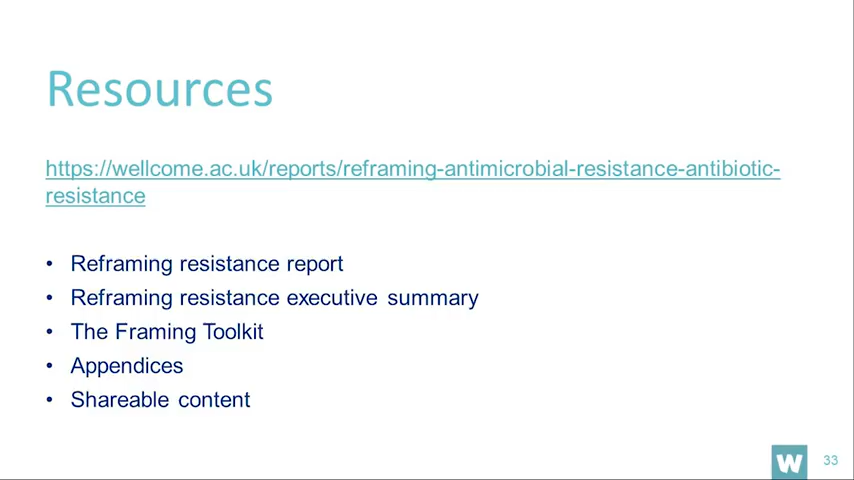 Resources
https://wellcome.ac.uk/reports/reframing-antimicrobial-resistance-antibiotic-
resistance
• Reframing resistance report
• Reframing resistance executive summary
• The Framing Toolkit
• Appendices
• Shareable content
W
33